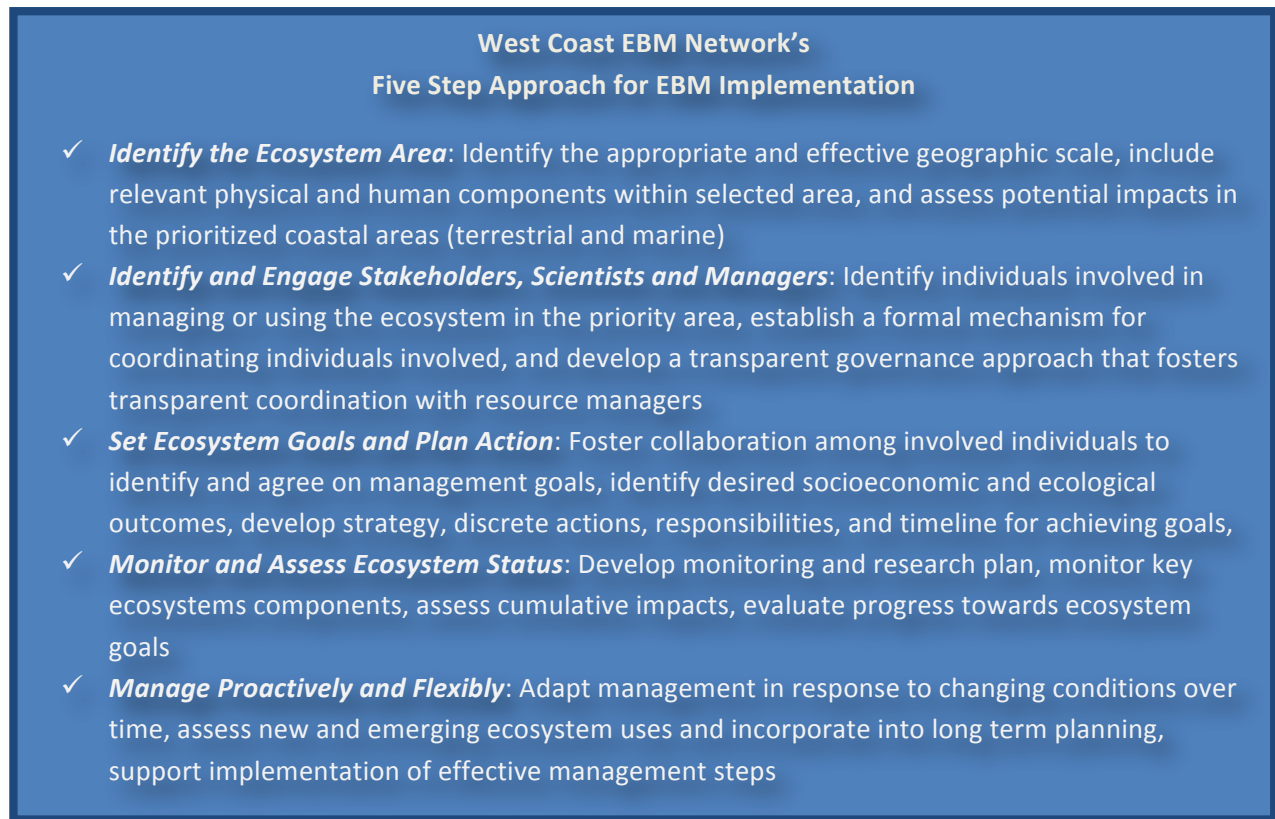 West Coast EBM Network's
Five Step Approach for EBM Implementation
✓ Identify the Ecosystem Area: Identify the appropriate and effective geographic scale, include
relevant physical and human components within selected area, and assess potential impacts in
the prioritized coastal areas (terrestrial and marine)
✓ Identify and Engage Stakeholders, Scientists and Managers: Identify individuals involved in
managing or using the ecosystem in the priority area, establish a formal mechanism for
coordinating individuals involved, and develop a transparent governance approach that fosters
transparent coordination with resource managers
✓ Set Ecosystem Goals and Plan Action: Foster collaboration among involved individuals to
identify and agree on management goals, identify desired socioeconomic and ecological
outcomes, develop strategy, discrete actions, responsibilities, and timeline for achieving goals,
✓ Monitor and Assess Ecosystem Status: Develop monitoring and research plan, monitor key
ecosystems components, assess cumulative impacts, evaluate progress towards ecosystem
goals
✓ Manage Proactively and Flexibly: Adapt management in response to changing conditions over
time, assess new and emerging ecosystem uses and incorporate into long term planning,
support implementation of effective management steps